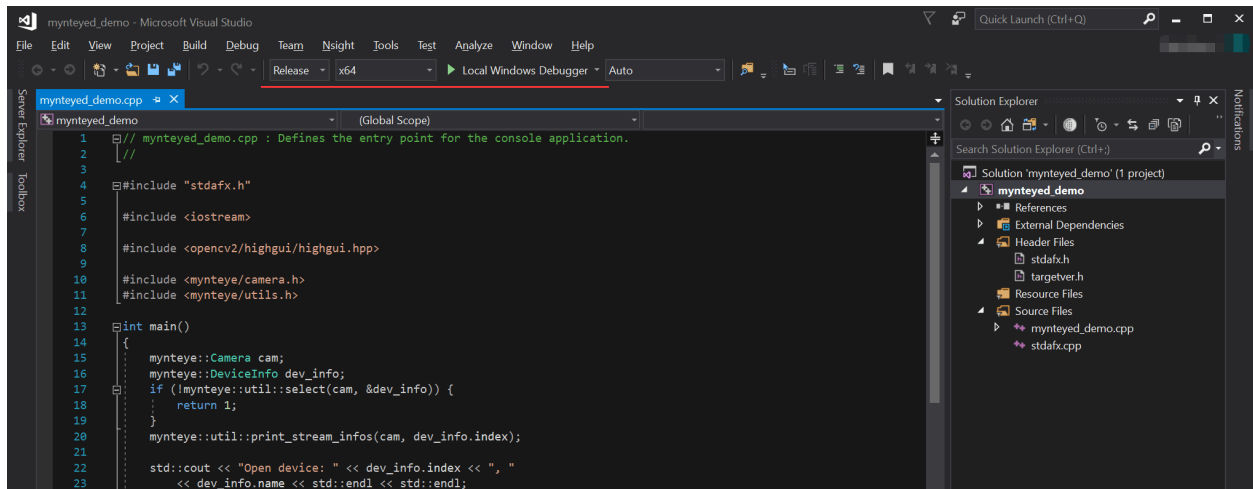 mynteyed_demo - Microsoft Visual Studio
Quick Launch (Ctrl+Q)
File Edit View Project Build Debug Team Nsight Tools Test Analyze Window Help
Release x64 Local Windows Debugger Auto
Server Explorer
Toolbox
mynteyed_demo.cpp
mynteyed_demo (Global Scope)
1 // mynteyed_demo.cpp : Defines the entry point for the console application.
2 //
3
4 #include "stdafx.h"
5
6 #include <iostream>
7
8 #include <opencv2/highgui/highgui.hpp>
9
10 #include <mynteye/camera.h>
11 #include <mynteye/utils.h>
12
13 int main()
14 {
15 mynteye::Camera cam;
16 mynteye::DeviceInfo dev_info;
17 if (!mynteye::util::select(cam, &dev_info)) {
18 return 1;
19 }
20 mynteye::util::print_stream_infos(cam, dev_info.index);
21
22 std::cout << "Open device: " << dev_info.index << ", "
23 << dev_info.name << std::endl << std::endl;
Solution Explorer
Search Solution Explorer (Ctrl+;)
Solution 'mynteyed_demo' (1 project)
mynteyed_demo
References
External Dependencies
Header Files
stdafx.h
targetver.h
Resource Files
Source Files
mynteyed_demo.cpp
stdafx.cpp
Notifications